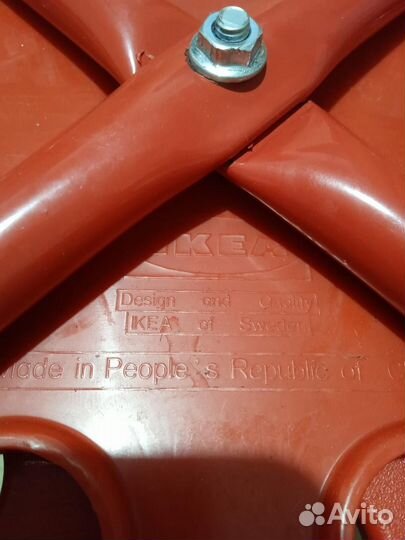 IKEA
Design and Quality
IKEA of Sweden
Made in People's Republic of
Avito